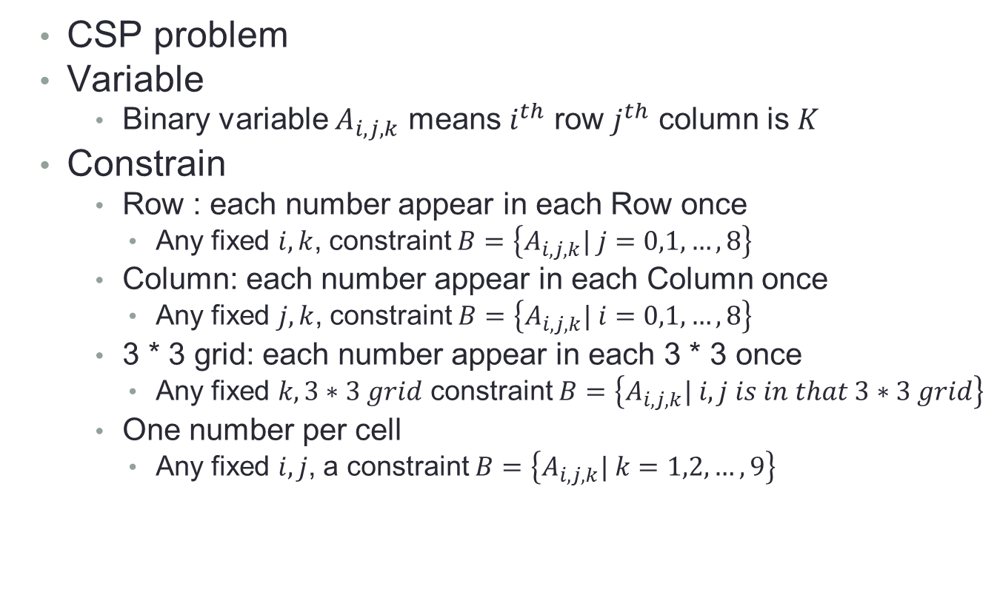 • CSP problem
• Variable
• Binary variable $A_{i,j,k}$ means $i^{th}$ row $j^{th}$ column is $K$
• Constrain
• Row : each number appear in each Row once
• Any fixed $i, k$, constraint $B = \{A_{i,j,k} | j = 0,1, \ldots, 8\}$
• Column: each number appear in each Column once
• Any fixed $j, k$, constraint $B = \{A_{i,j,k} | i = 0,1, \ldots, 8\}$
• 3 * 3 grid: each number appear in each 3 * 3 once
• Any fixed $k, 3 * 3\ grid$ constraint $B = \{A_{i,j,k} | i, j\ is\ in\ that\ 3 * 3\ grid\}$
• One number per cell
• Any fixed $i, j$, a constraint $B = \{A_{i,j,k} | k = 1,2, \ldots, 9\}$